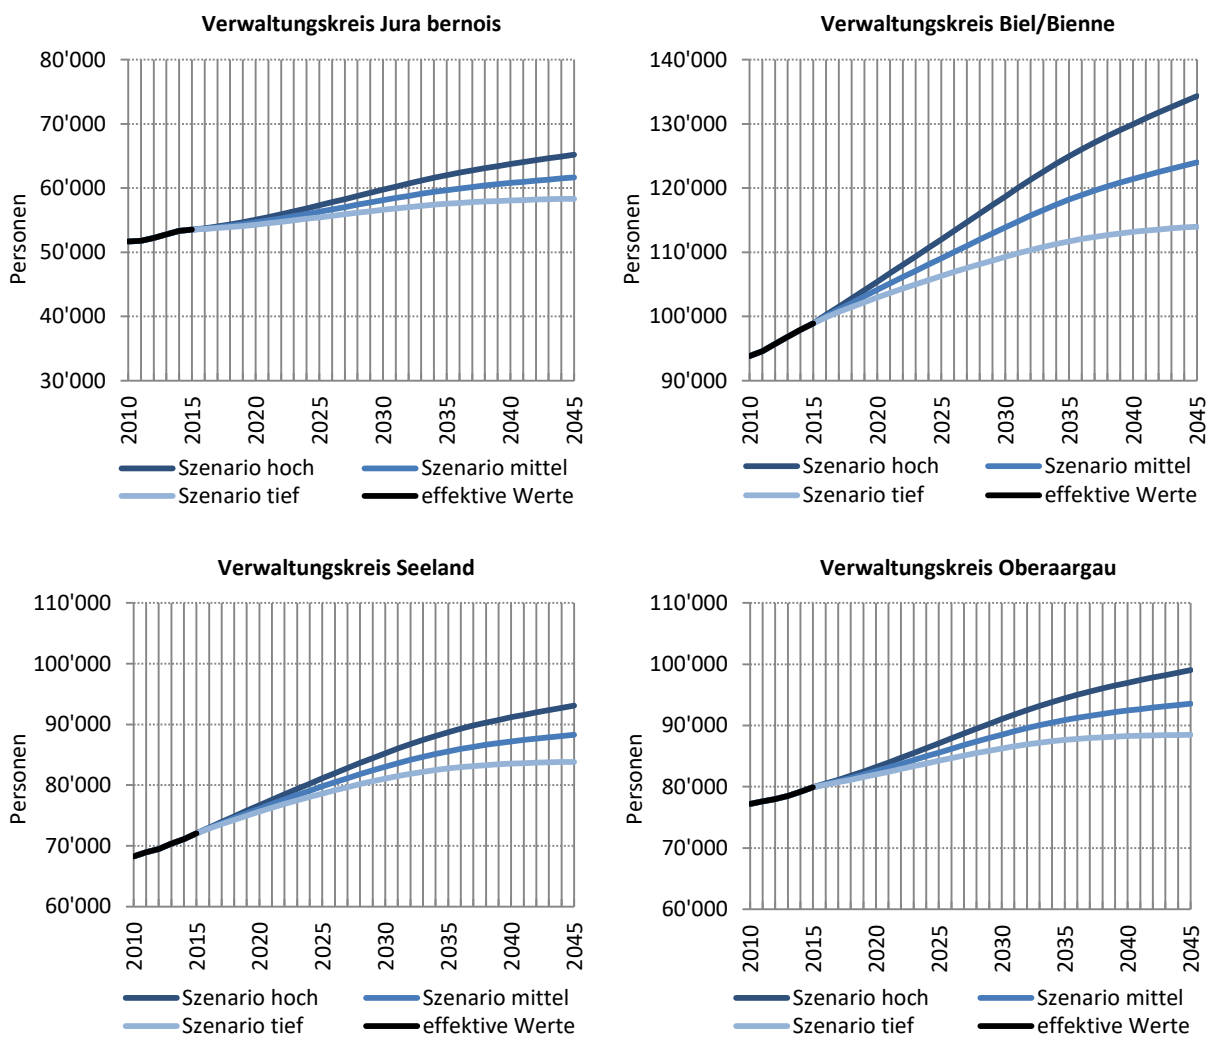 Verwaltungskreis Jura bernois
80'000
70'000
60'000
50'000
40'000
30'000
Personen
2010
2015
2020
2025
2030
2035
2040
2045
Szenario hoch
Szenario mittel
Szenario tief
effektive Werte
Verwaltungskreis Biel/Bienne
140'000
130'000
120'000
110'000
100'000
90'000
Personen
2010
2015
2020
2025
2030
2035
2040
2045
Szenario hoch
Szenario mittel
Szenario tief
effektive Werte
Verwaltungskreis Seeland
110'000
100'000
90'000
80'000
70'000
60'000
Personen
2010
2015
2020
2025
2030
2035
2040
2045
Szenario hoch
Szenario mittel
Szenario tief
effektive Werte
Verwaltungskreis Oberaargau
110'000
100'000
90'000
80'000
70'000
60'000
Personen
2010
2015
2020
2025
2030
2035
2040
2045
Szenario hoch
Szenario mittel
Szenario tief
effektive Werte